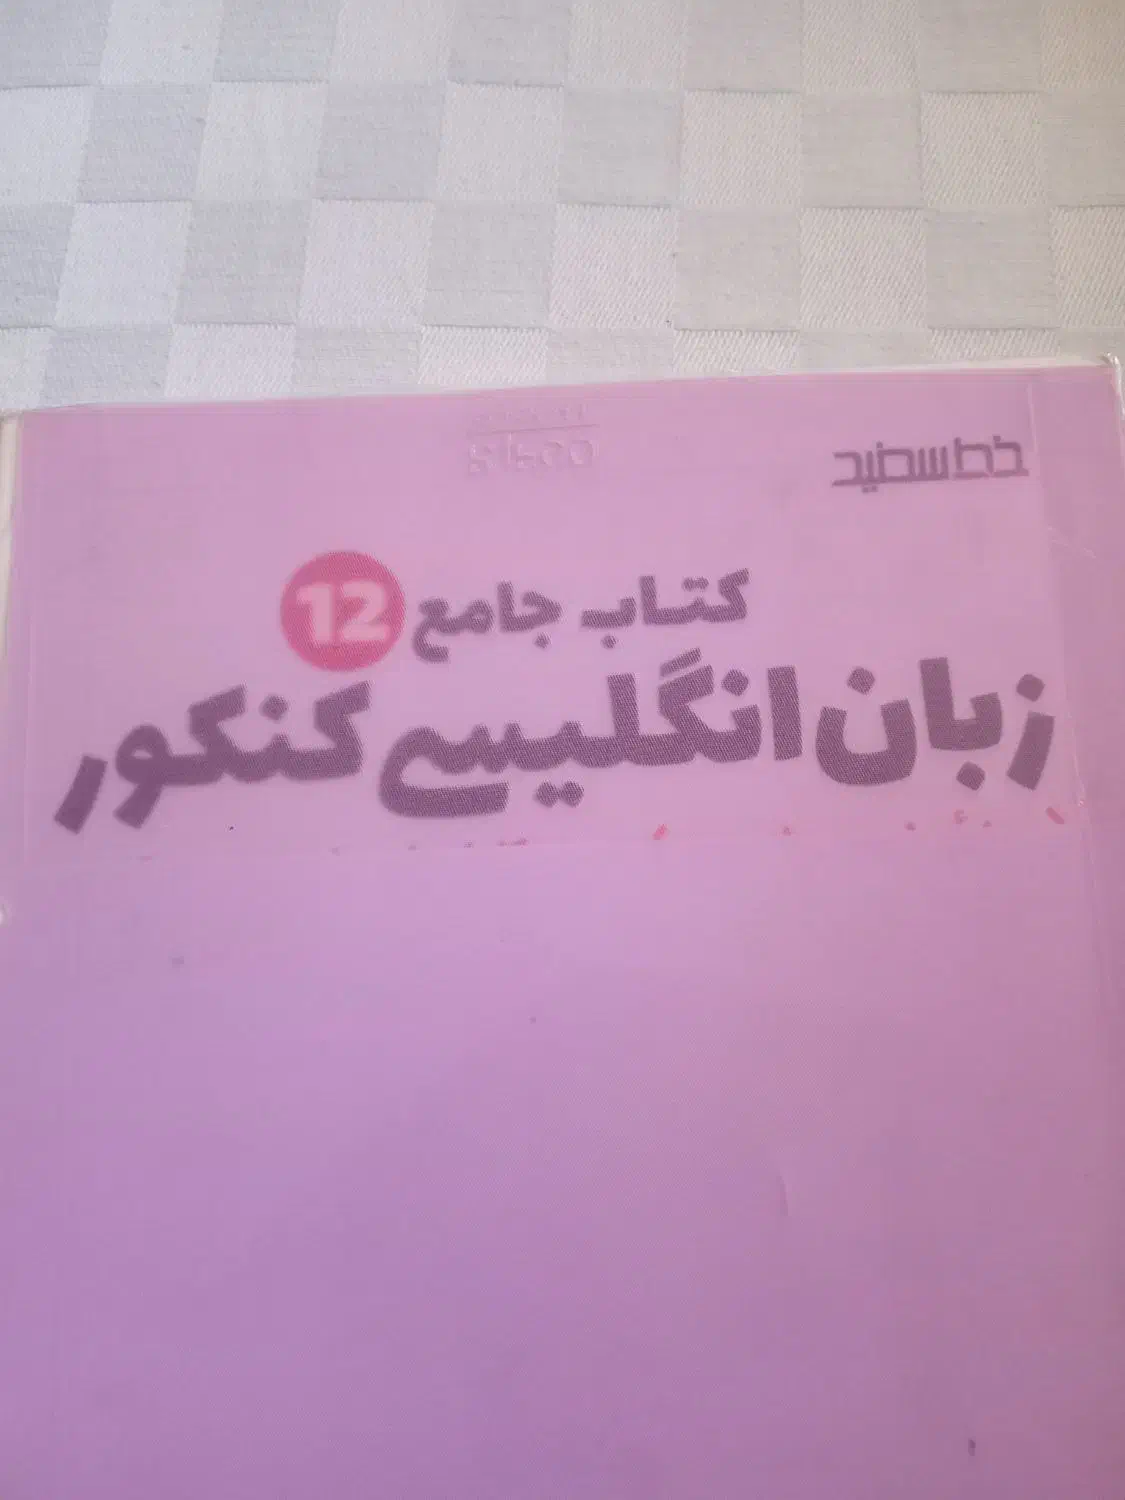 خط سفید
کتاب جامع 12
زبان انگلیسی کنکور